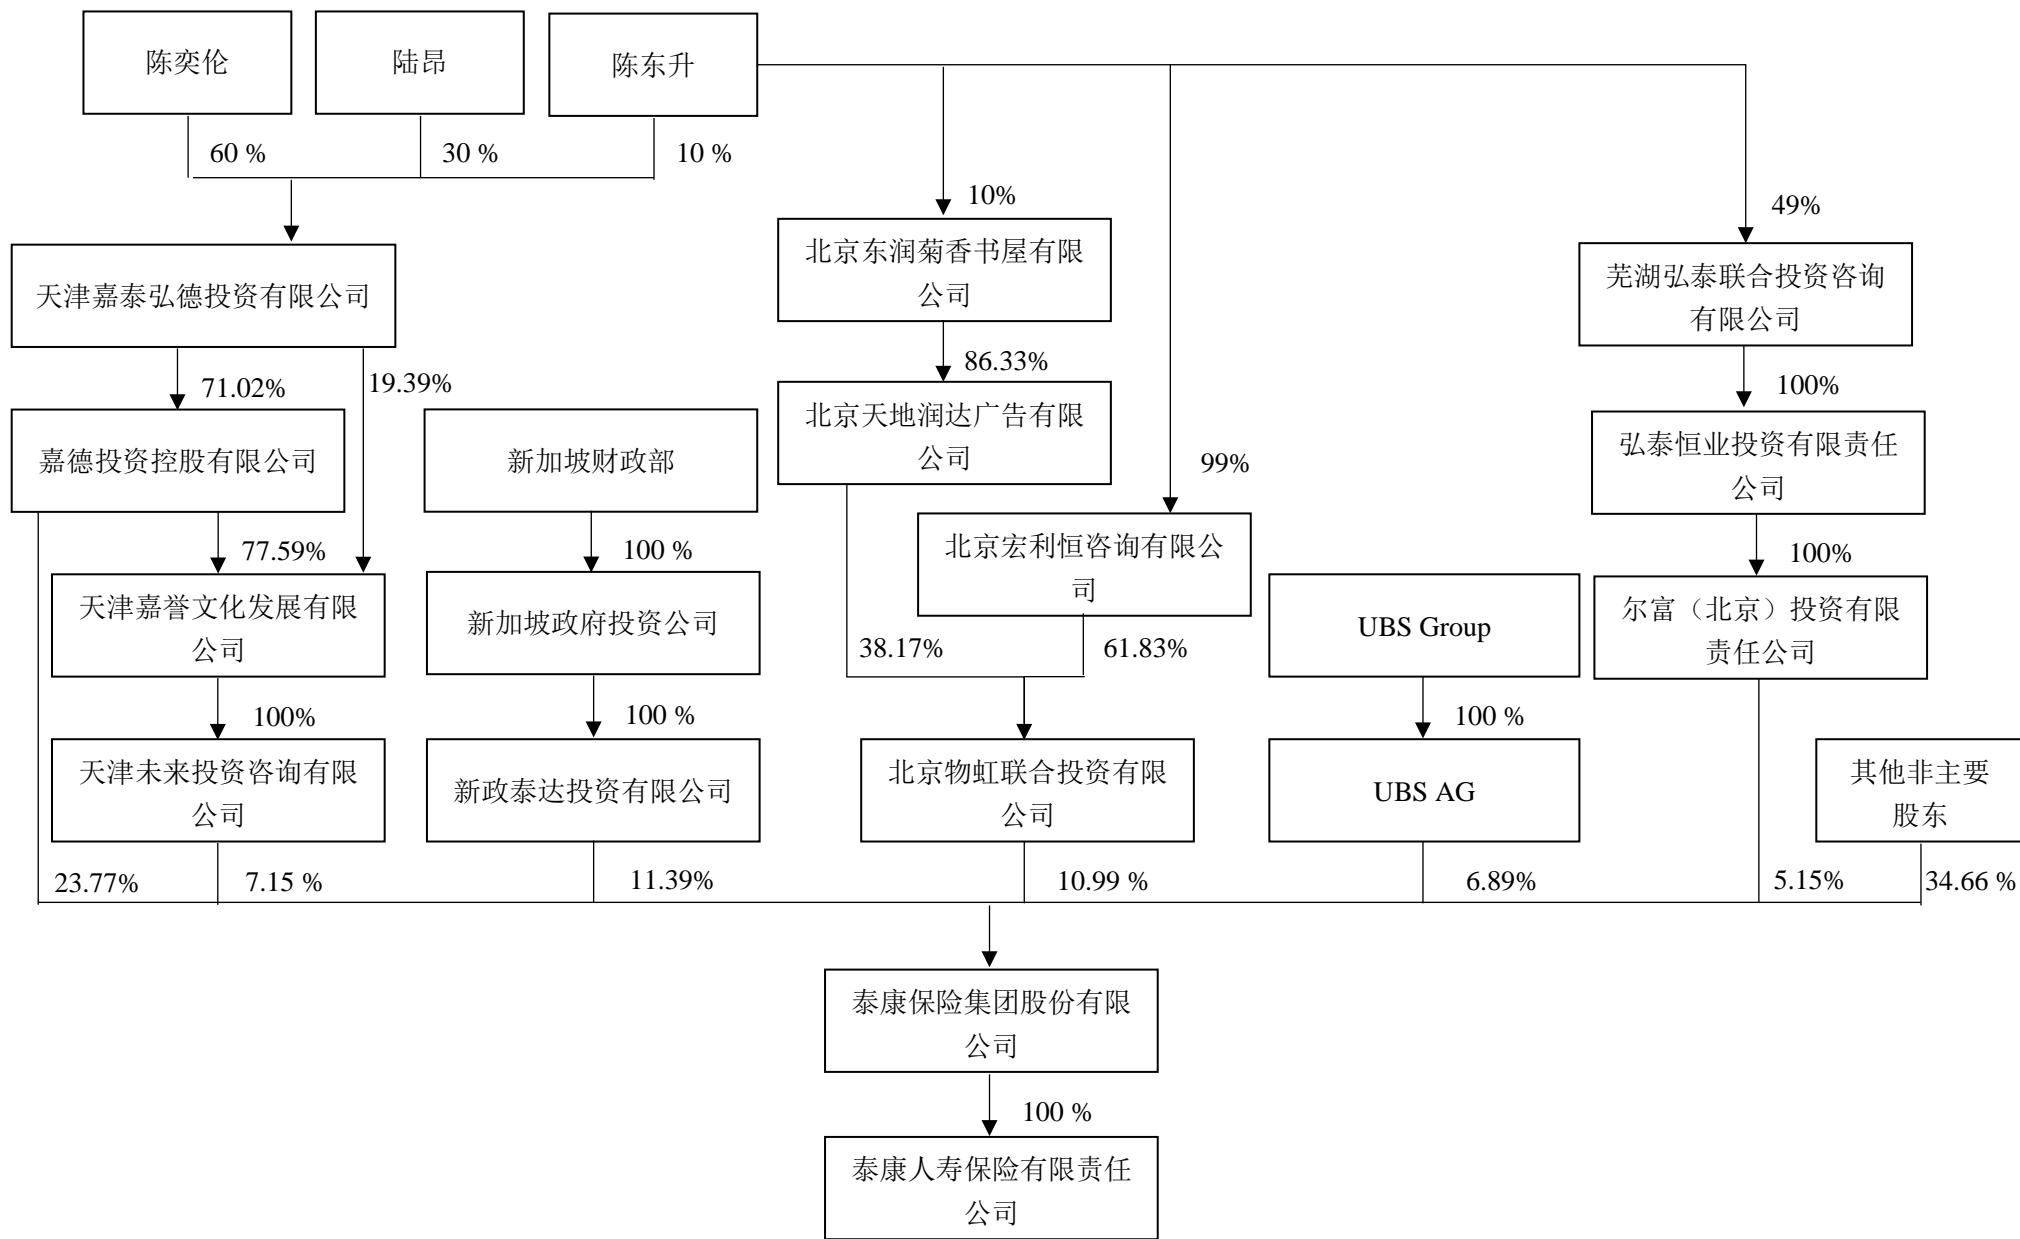 陈奕伦
陆昂
陈东升
60 %
30 %
10 %
10%
49%
天津嘉泰弘德投资有限公司
北京东润菊香书屋有限
公司
芜湖弘泰联合投资咨询
有限公司
71.02%
19.39%
86.33%
100%
嘉德投资控股有限公司
新加坡财政部
北京天地润达广告有限
公司
99%
弘泰恒业投资有限责任
公司
77.59%
100 %
北京宏利恒咨询有限公
司
100%
天津嘉誉文化发展有限
公司
新加坡政府投资公司
38.17%
61.83%
UBS Group
尔富（北京）投资有限
责任公司
100%
100 %
100 %
天津未来投资咨询有限
公司
新政泰达投资有限公司
北京物虹联合投资有限
公司
UBS AG
其他非主要
股东
23.77%
7.15 %
11.39%
10.99 %
6.89%
5.15%
34.66 %
泰康保险集团股份有限
公司
100 %
泰康人寿保险有限责任
公司